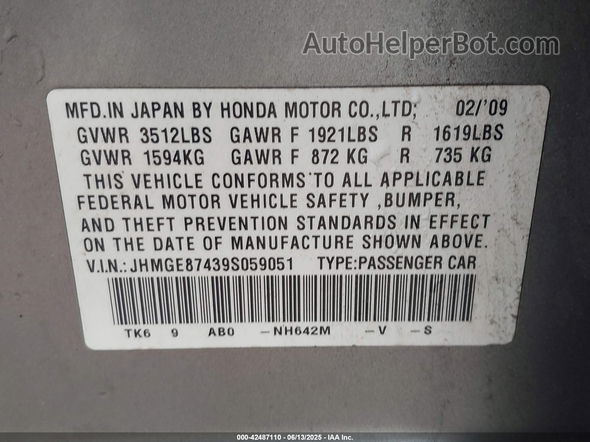 AutoHelperBot.com
MFD.IN JAPAN BY HONDA MOTOR CO.,LTD; 02/'09
GVWR 3512LBS GAWR F 1921LBS R 1619LBS
GVWR 1594KG GAWR F 872 KG R 735 KG
THIS VEHICLE CONFORMS TO ALL APPLICABLE
FEDERAL MOTOR VEHICLE SAFETY ,BUMPER,
AND THEFT PREVENTION STANDARDS IN EFFECT
ON THE DATE OF MANUFACTURE SHOWN ABOVE.
V.I.N.:JHMGE87439S059051 TYPE:PASSENGER CAR
TK6 9 AB0 -NH642M -V -S
000-42487110 - 06/13/2025 - IAA Inc.